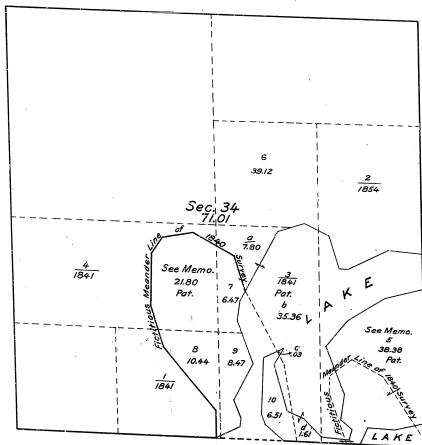 6
39.12
2
1854
Sec. 34
71.01
a
7.80
Fictitious Meander Line of 1840 Survey
4
1841
See Memo.
21.80
Pat.
7
6.47
3
1841
Pat.
b
35.36
LAKE
See Memo.
5
38.38
Pat.
8
10.44
9
8.47
c
.03
Fictitious Meander Line of 1840 Survey
1
1841
10
6.51
d
1.61
LAKE